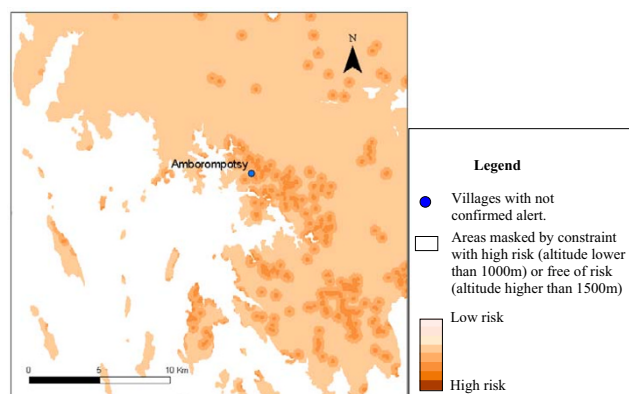 N
Amborompotsy
0 5 10 Km
Legend
Villages with not
confirmed alert.
Areas masked by constraint
with high risk (altitude lower
than 1000m) or free of risk
(altitude higher than 1500m)
Low risk
High risk